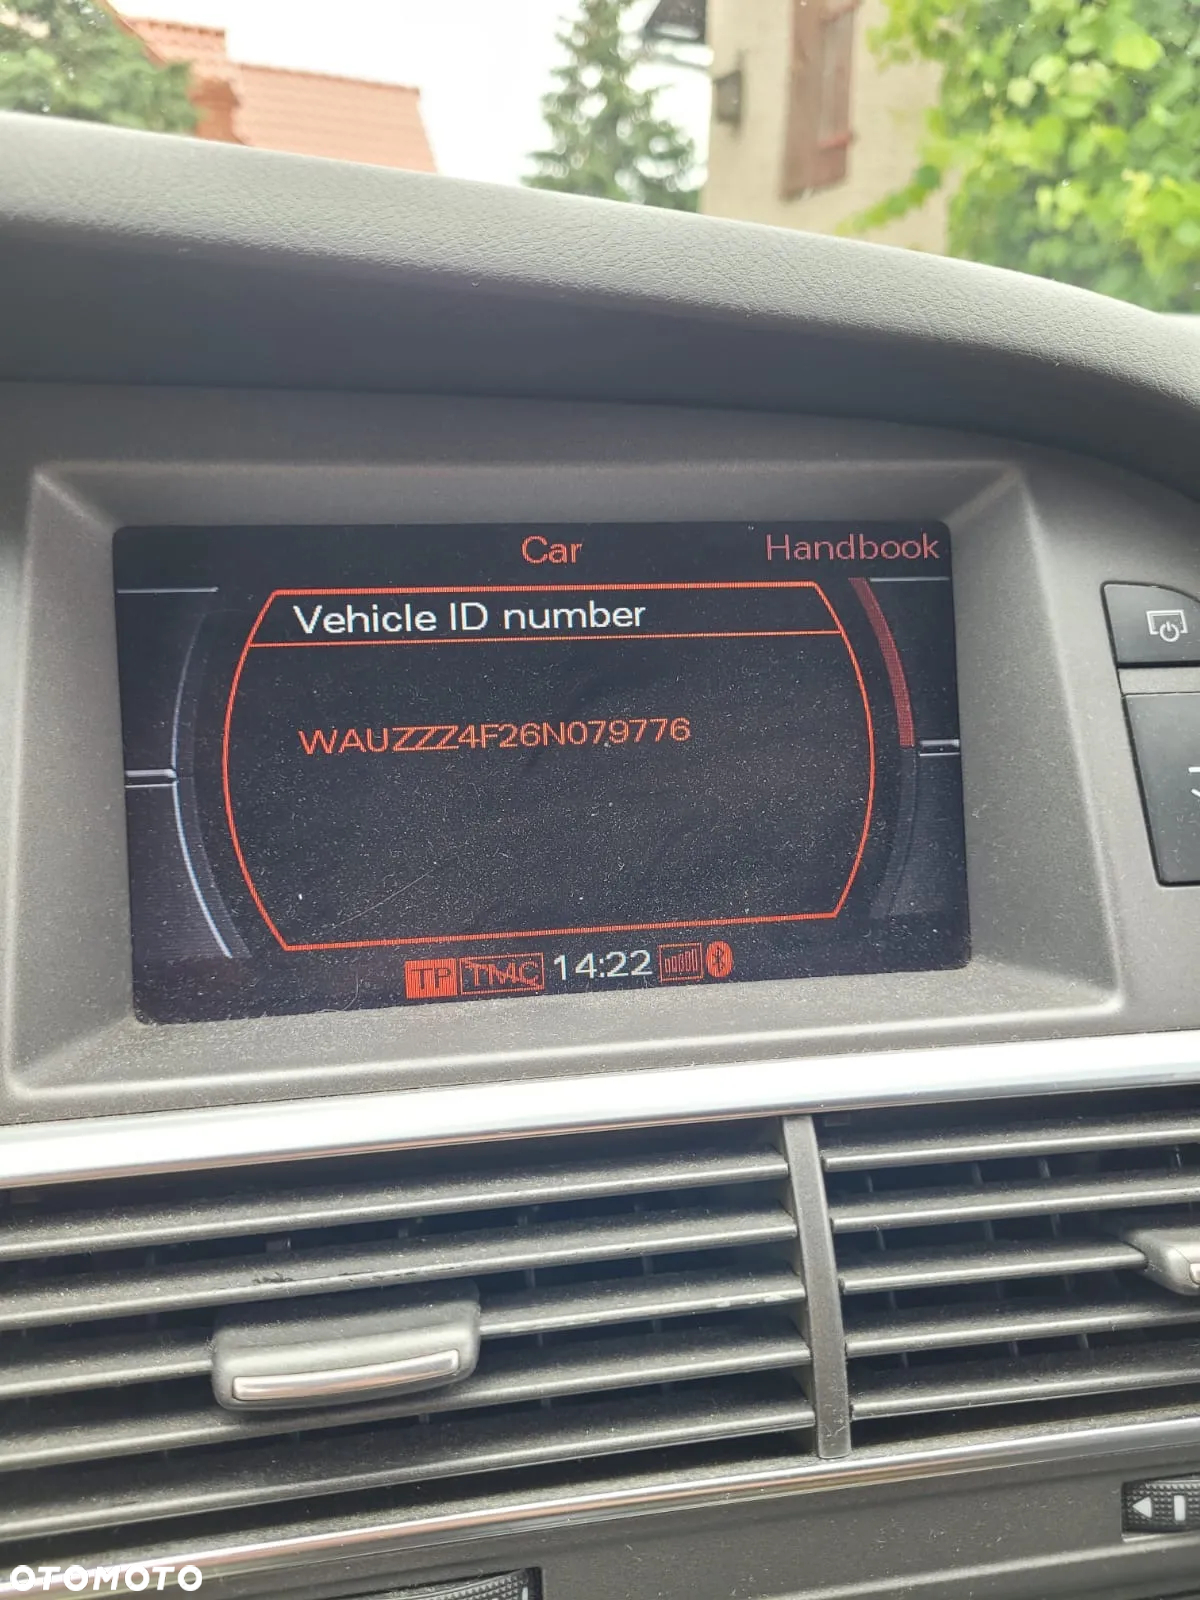 Car
Handbook
Vehicle ID number
WAUZZZ4F26N079776
TP TMC 14:22
OTOMOTO